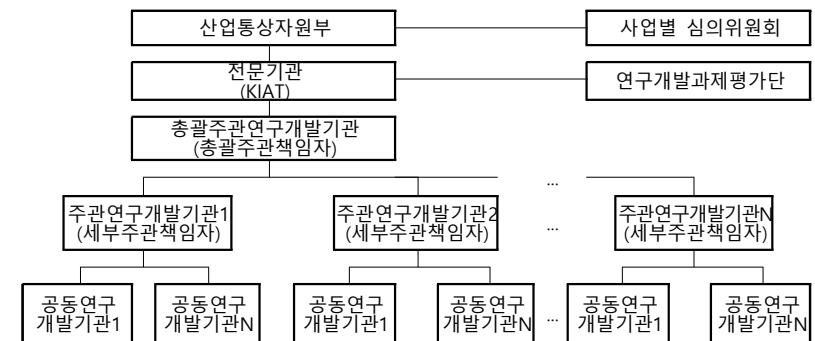 산업통상자원부
사업별 심의위원회
전문기관
(KIAT)
연구개발과제평가단
총괄주관연구개발기관
(총괄주관책임자)
...
주관연구개발기관1
(세부주관책임자)
주관연구개발기관2
(세부주관책임자)
...
주관연구개발기관N
(세부주관책임자)
공동연구
개발기관1
공동연구
개발기관N
공동연구
개발기관1
공동연구
개발기관N
...
공동연구
개발기관1
공동연구
개발기관N